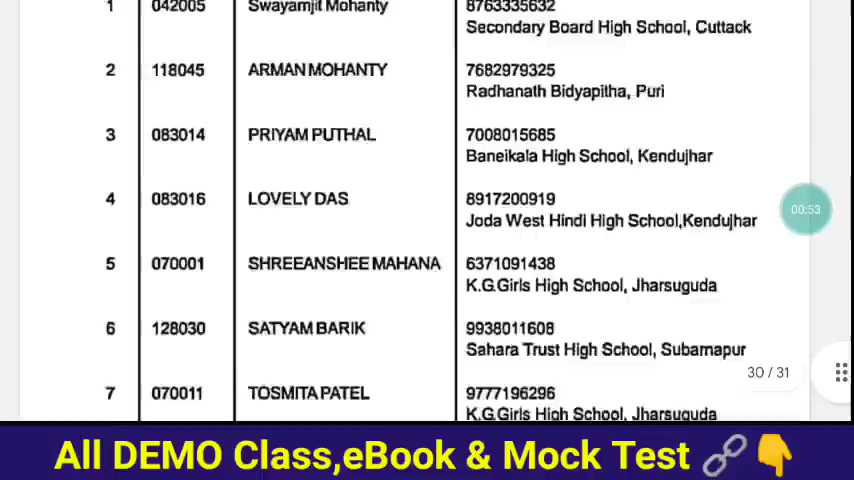 1 042005 Swayamjit Mohanty 8763335632
Secondary Board High School, Cuttack
2 118045 ARMAN MOHANTY 7682979325
Radhanath Bidyapitha, Puri
3 083014 PRIYAM PUTHAL 7008015685
Baneikala High School, Kendujhar
4 083016 LOVELY DAS 8917200919
Joda West Hindi High School,Kendujhar
00:53
5 070001 SHREEANSHEE MAHANA 6371091438
K.G.Girls High School, Jharsuguda
6 128030 SATYAM BARIK 9938011608
Sahara Trust High School, Subarnapur
30 / 31
7 070011 TOSMITA PATEL 9777196296
K.G.Girls High School, Jharsuguda
All DEMO Class,eBook & Mock Test